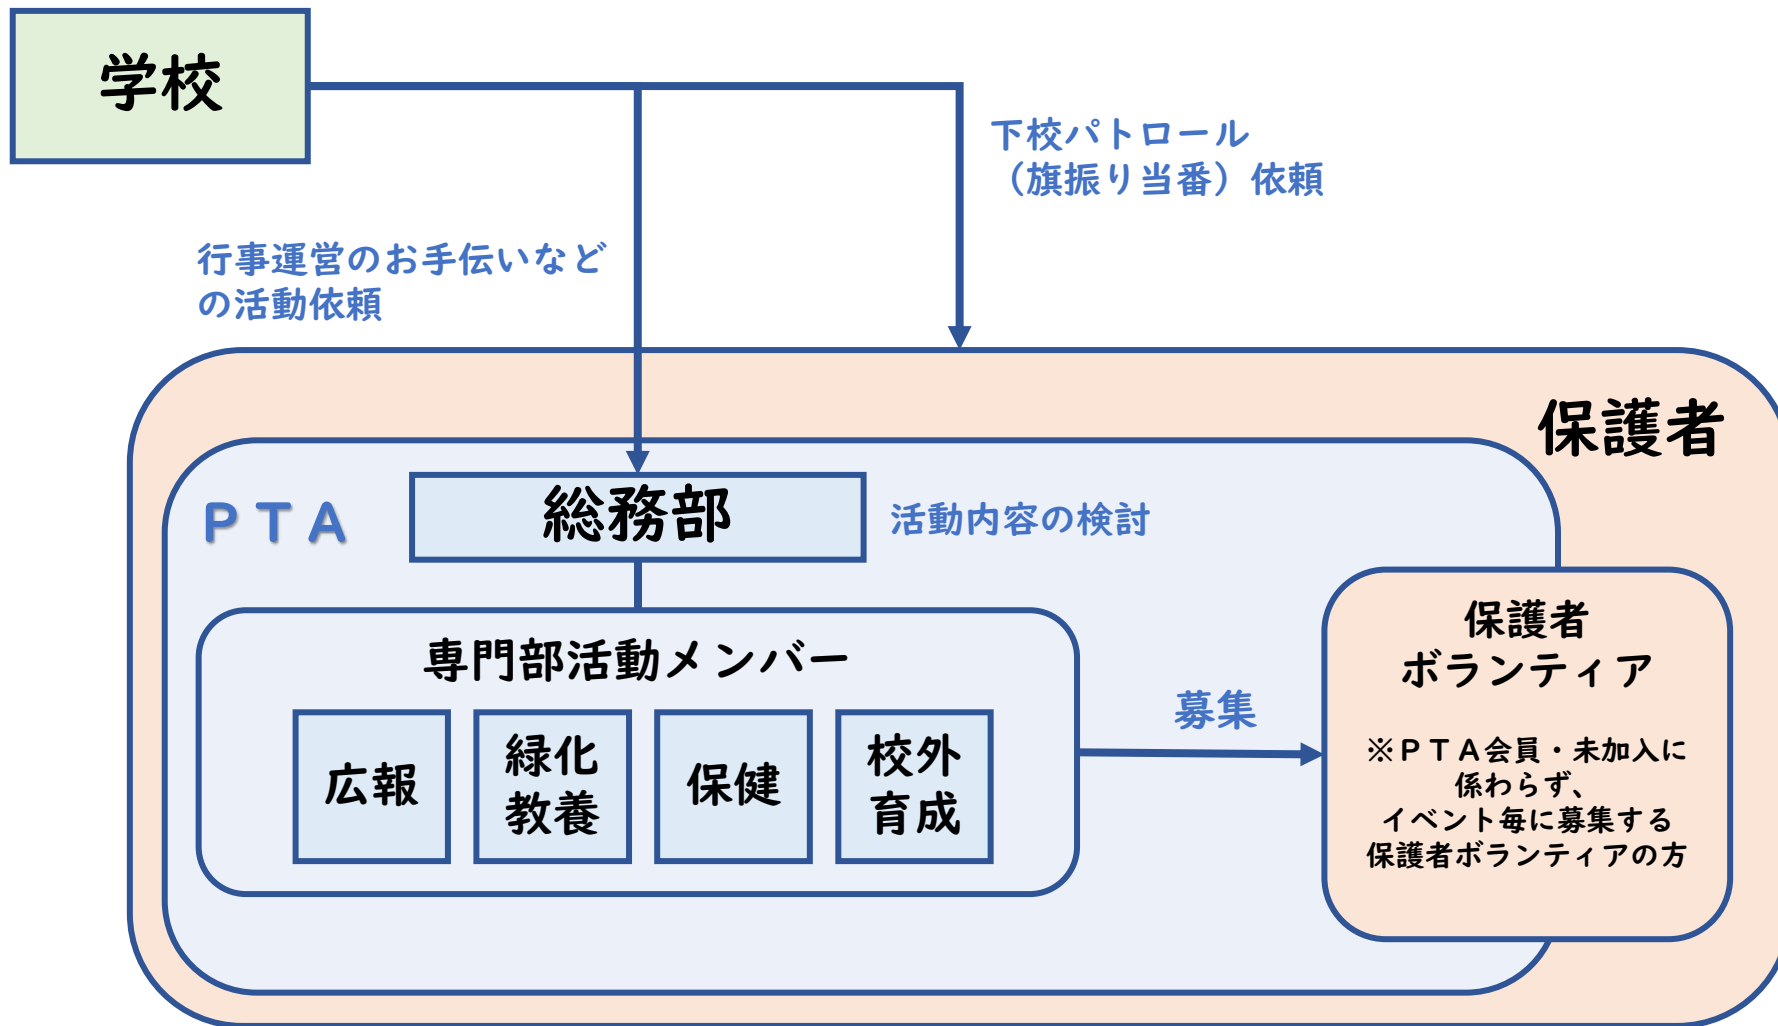 学校
下校パトロール
（旗振り当番）依頼
行事運営のお手伝いなど
の活動依頼
保護者
ＰＴＡ
総務部
活動内容の検討
専門部活動メンバー
広報
緑化
教養
保健
校外
育成
募集
保護者
ボランティア
※ＰＴＡ会員・未加入に
係わらず、
イベント毎に募集する
保護者ボランティアの方